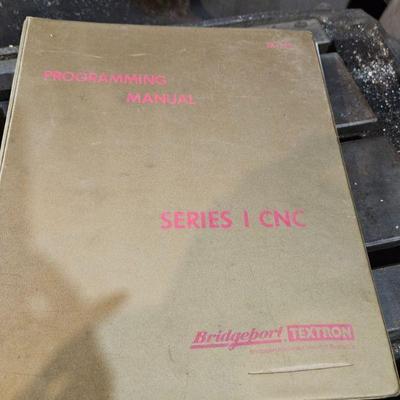 PROGRAMMING
MANUAL
SERIES I CNC
Bridgeport TEXTRON